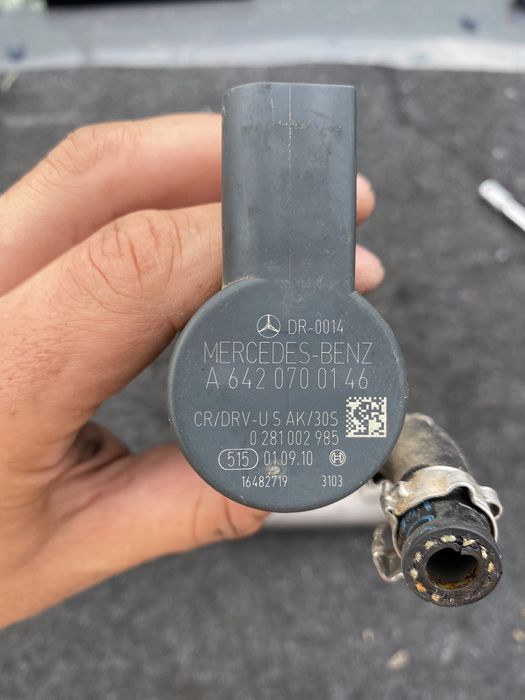 DR-0014
MERCEDES-BENZ
A 642 070 01 46
CR/DRV-U S AK/30S
0 281 002 985
515 01.09.10
16482719 3103